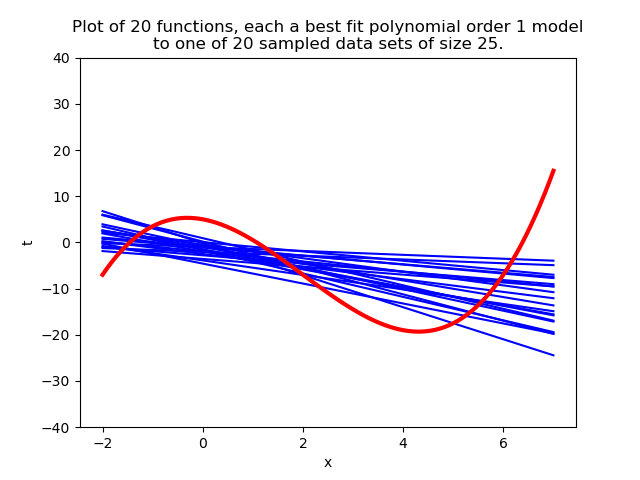 Plot of 20 functions, each a best fit polynomial order 1 model
to one of 20 sampled data sets of size 25.
40
30
20
10
0
−10
−20
−30
−40
t
−2 0 2 4 6
x